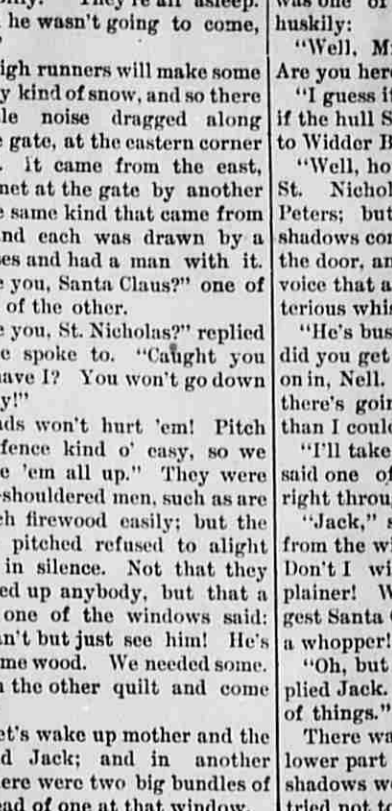 he wasn't going to come,
igh runners will make some
y kind of snow, and so there
le noise dragged along
e gate, at the eastern corner
. it came from the east,
net at the gate by another
e same kind that came from
nd each was drawn by a
es and had a man with it.
e you, Santa Claus?" one of
of the other.
e you, St. Nicholas?" replied
e spoke to. "Caught you
ave I? You won't go down
y!"
ds won't hurt 'em! Pitch
fence kind o' easy, so we
e 'em all up." They were
-shouldered men, such as are
h firewood easily; but the
pitched refused to alight
in silence. Not that they
ed up anybody, but that a
one of the windows said:
n't but just see him! He's
me wood. We needed some.
n the other quilt and come
et's wake up mother and the
d Jack; and in another
ere were two big bundles of
ead of one at that window.
was one of
huskily:
"Well, M
Are you her
"I guess i
if the hull S
to Widder B
"Well, ho
St. Nichol
Peters; but
shadows cor
the door, an
voice that a
terious whis
"He's bus
did you get
on in, Nell.
there's goin
than I could
"I'll take
said one of
right throug
"Jack," s
from the wi
Don't I wi
plainer! W
gest Santa
a whopper!
"Oh, but
plied Jack.
of things."
There wa
lower part
shadows w
tried not